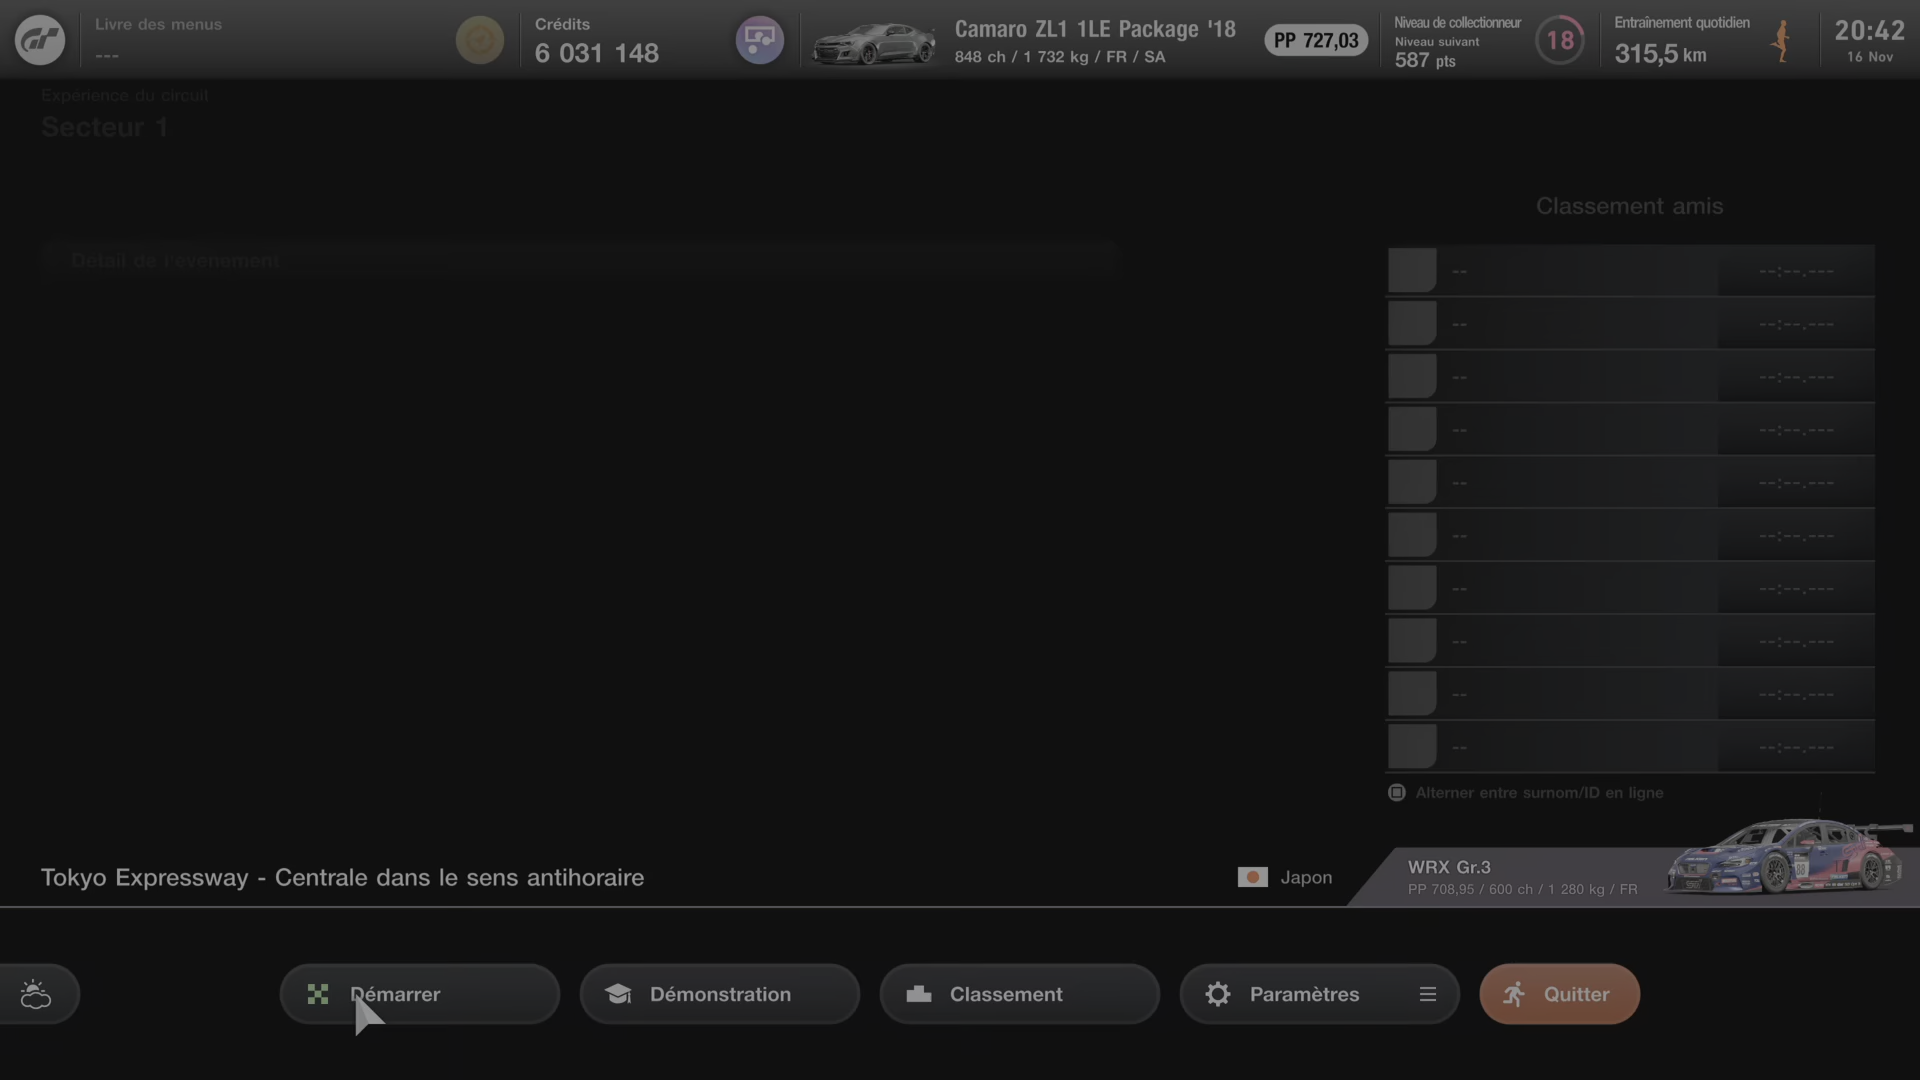 Livre des menus
---
Crédits
6 031 148
Camaro ZL1 1LE Package '18
848 ch / 1 732 kg / FR / SA
PP 727,03
Niveau de collectionneur
Niveau suivant
587 pts
18
Entraînement quotidien
315,5 km
20:42
16 Nov
Expérience du circuit
Secteur 1
Détail de l'événement
Classement amis
-- --:--.---
-- --:--.---
-- --:--.---
-- --:--.---
-- --:--.---
-- --:--.---
-- --:--.---
-- --:--.---
-- --:--.---
-- --:--.---
Alterner entre surnom/ID en ligne
Tokyo Expressway - Centrale dans le sens antihoraire
Japon
WRX Gr.3
PP 708,95 / 600 ch / 1 280 kg / FR
Démarrer
Démonstration
Classement
Paramètres
Quitter